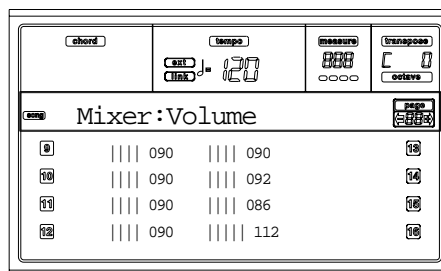 chord tempo measure transpose
ext link ♩= 120 888 C 0
octave
song Mixer:Volume page 88
9 |||| 090 |||| 090 13
10 |||| 090 |||| 092 14
11 |||| 090 |||| 086 15
12 |||| 090 ||||| 112 16